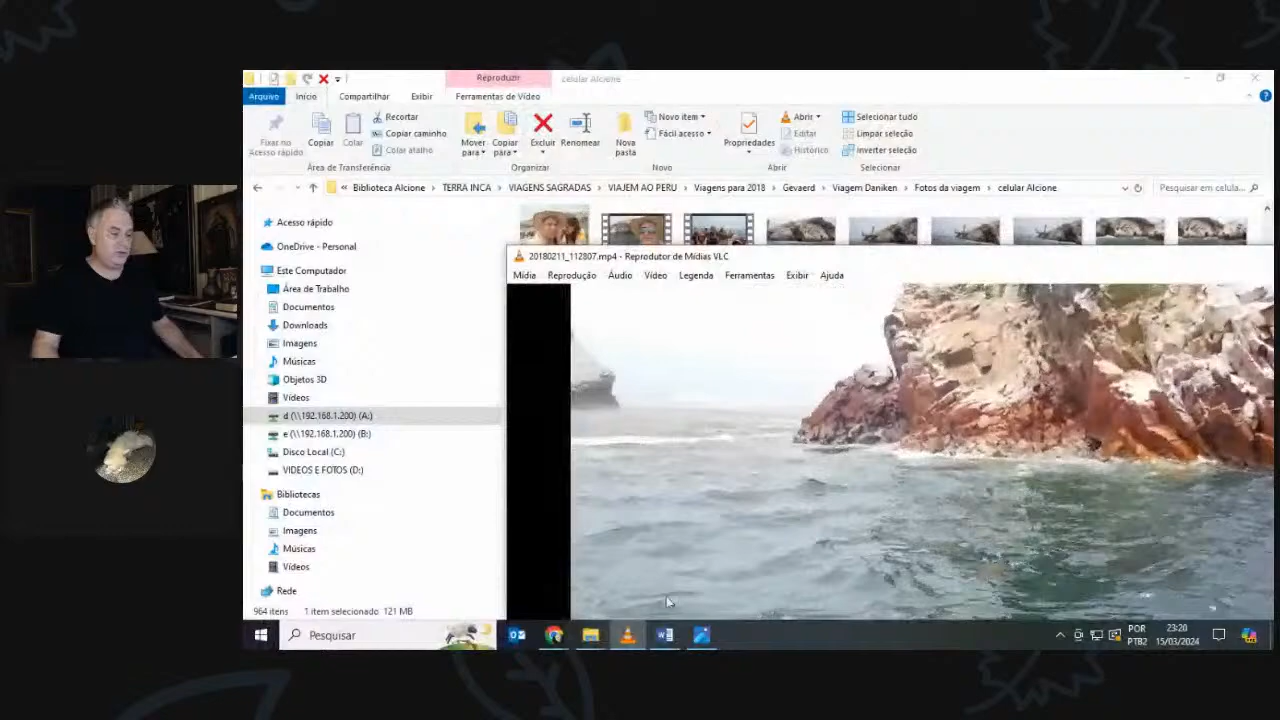 Reproduzir celular Alcione
Arquivo Início Compartilhar Exibir Ferramentas de Vídeo
Fixar no Acesso rápido
Copiar
Colar
Recortar
Copiar caminho
Colar atalho
Área de Transferência
Mover para
Copiar para
Excluir
Renomear
Organizar
Nova pasta
Novo item
Fácil acesso
Novo
Propriedades
Abrir
Editar
Histórico
Abrir
Selecionar tudo
Limpar seleção
Inverter seleção
Selecionar
« Biblioteca Alcione > TERRA INCA > VIAGENS SAGRADAS > VIAJEM AO PERU > Viagens para 2018 > Gevaerd > Viagem Daniken > Fotos da viagem > celular Alcione
Pesquisar em celula...
Acesso rápido
OneDrive - Personal
Este Computador
Área de Trabalho
Documentos
Downloads
Imagens
Músicas
Objetos 3D
Vídeos
d (\\192.168.1.200) (A:)
e (\\192.168.1.200) (B:)
Disco Local (C:)
VIDEOS E FOTOS (D:)
Bibliotecas
Documentos
Imagens
Músicas
Vídeos
Rede
964 itens 1 item selecionado 121 MB
20180211_112807.mp4 - Reprodutor de Mídias VLC
Mídia Reprodução Áudio Vídeo Legenda Ferramentas Exibir Ajuda
Pesquisar
POR
PTB2
23:20
15/03/2024